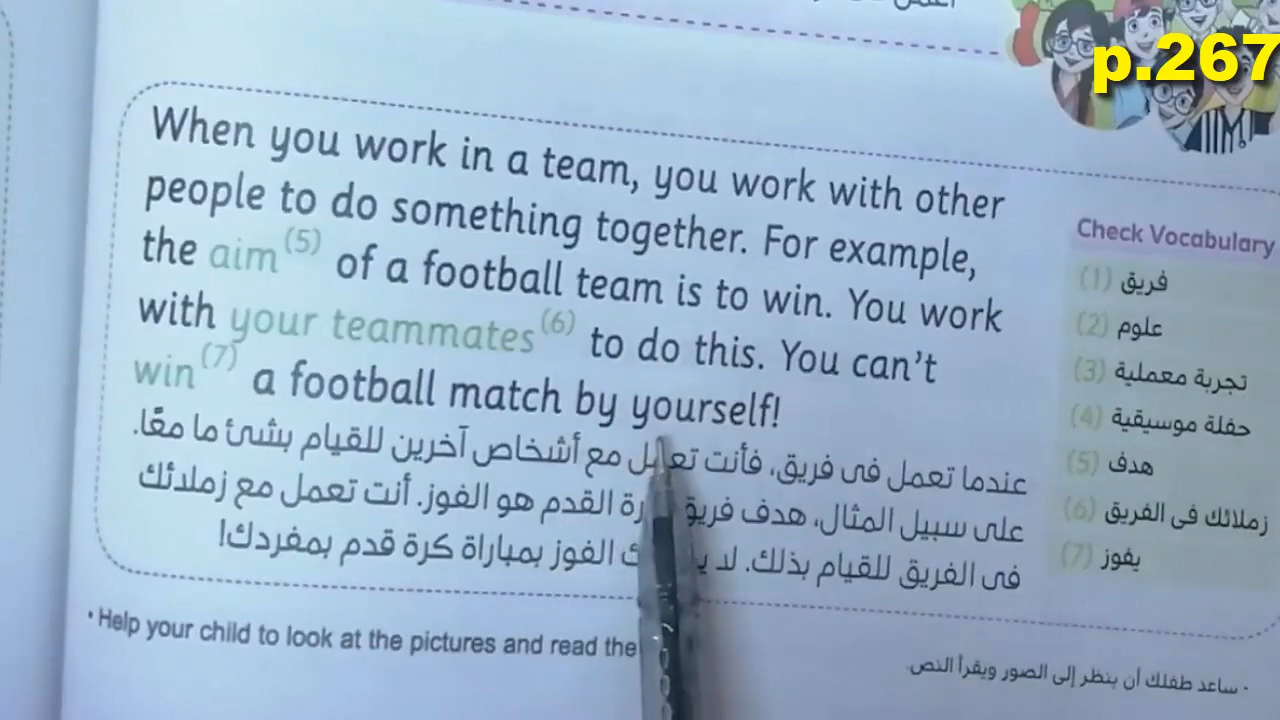 p.267
When you work in a team, you work with other
people to do something together. For example,
the aim (5) of a football team is to win. You work
with your teammates (6) to do this. You can't
win (7) a football match by yourself!
عندما تعمل فى فريق، فأنت تعمل مع أشخاص آخرين للقيام بشئ ما معًا.
على سبيل المثال، هدف فريق القدم هو الفوز. أنت تعمل مع زملائك
فى الفريق للقيام بذلك. لا الفوز بمباراة كرة قدم بمفردك!
Check Vocabulary
(1) فريق
(2) علوم
(3) تجربة معملية
(4) حفلة موسيقية
(5) هدف
(6) زملائك فى الفريق
(7) يفوز
• Help your child to look at the pictures and read the
• ساعد طفلك أن ينظر إلى الصور ويقرأ النص.